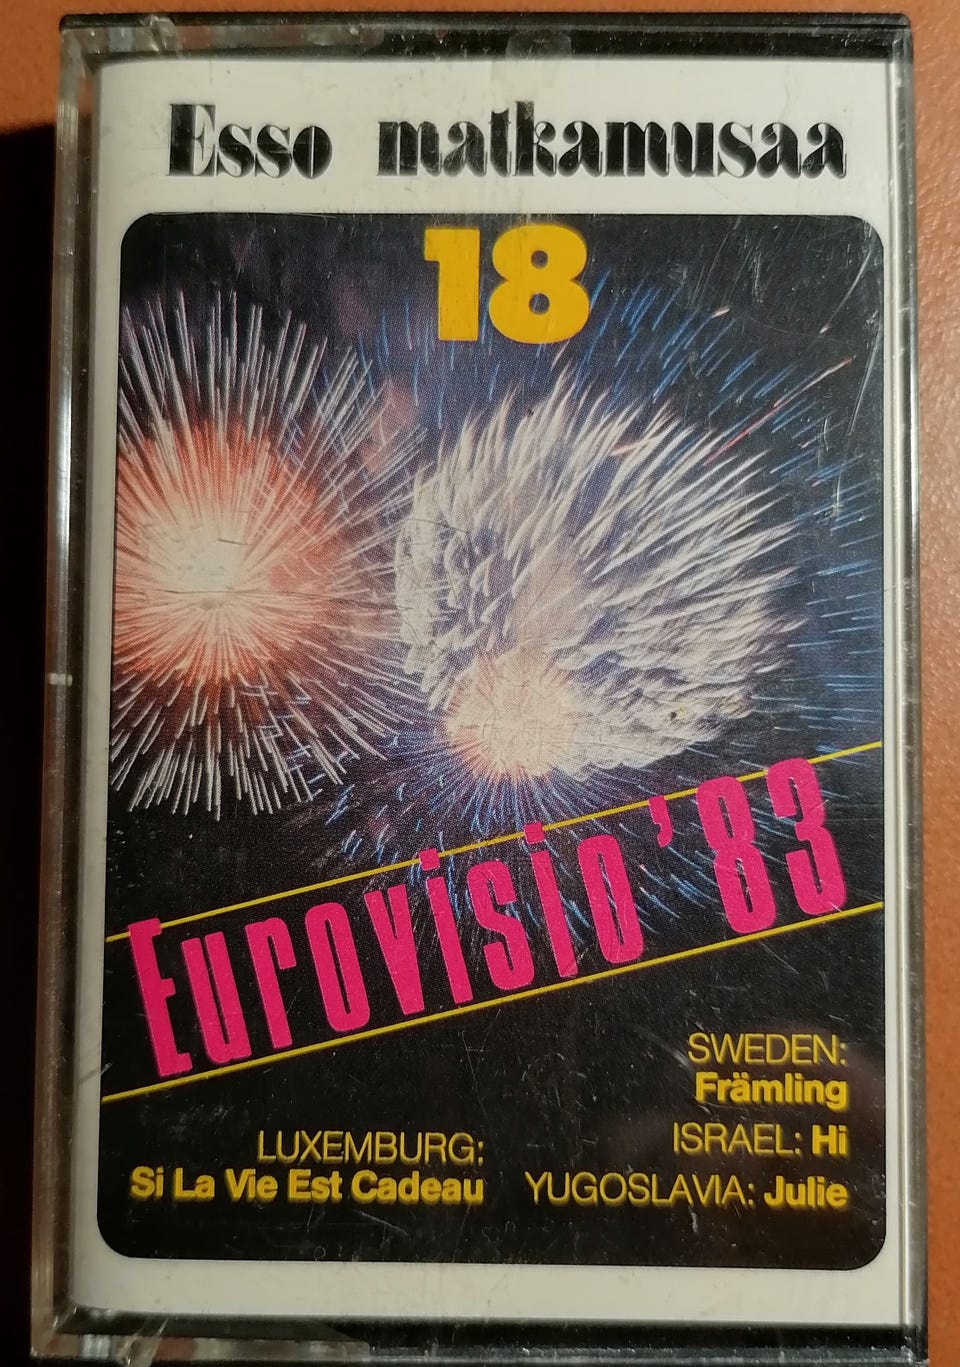 Esso matkamusaa
18
Eurovisio '83
SWEDEN:
Främling
ISRAEL: Hi
YUGOSLAVIA: Julie
LUXEMBURG:
Si La Vie Est Cadeau